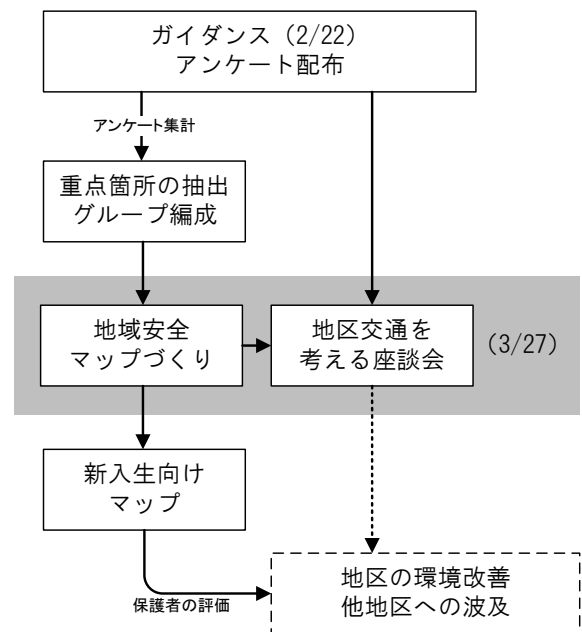 ガイダンス（2/22）
アンケート配布
アンケート集計
重点箇所の抽出
グループ編成
地域安全
マップづくり
地区交通を
考える座談会
（3/27）
新入生向け
マップ
保護者の評価
地区の環境改善
他地区への波及